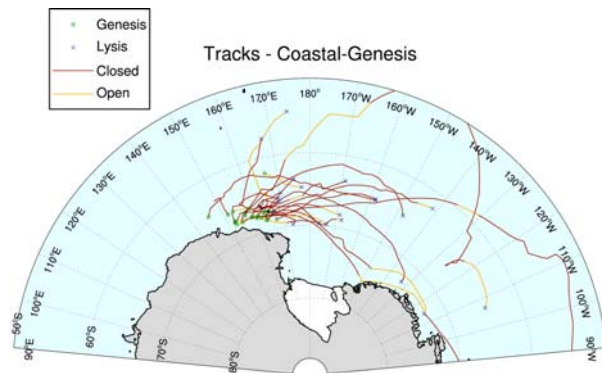 Genesis
Lysis
Closed
Open
Tracks - Coastal-Genesis
180°
170°E
170°W
160°E
160°W
150°E
150°W
140°E
140°W
130°E
130°W
120°E
120°W
110°E
110°W
100°E
100°W
90°E
90°W
50°S
60°S
70°S
80°S